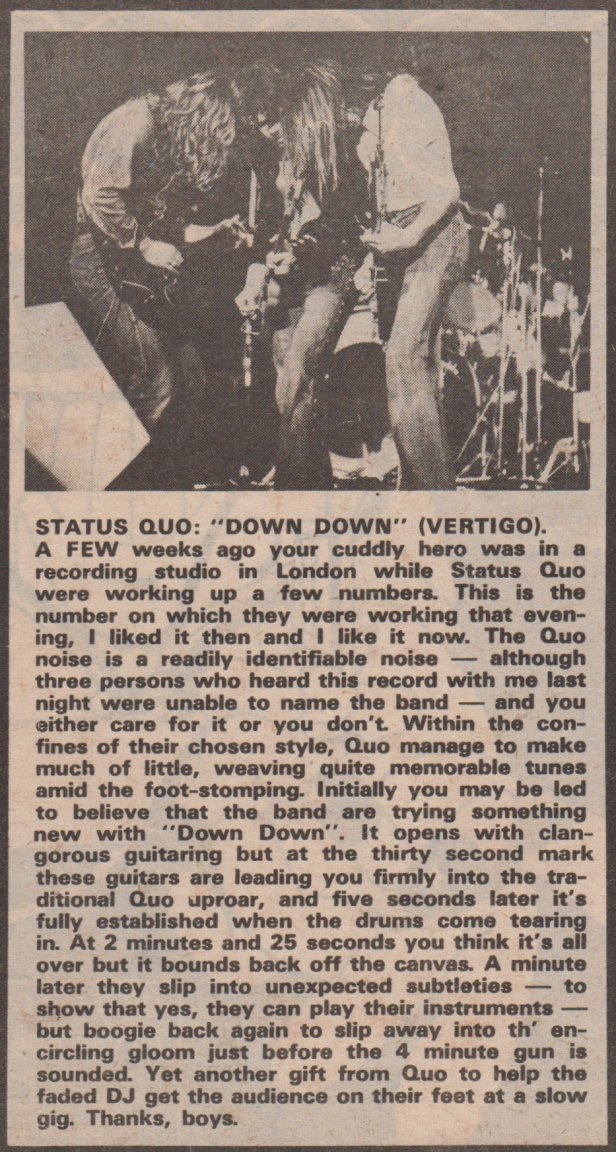 STATUS QUO: "DOWN DOWN" (VERTIGO).
A FEW weeks ago your cuddly hero was in a
recording studio in London while Status Quo
were working up a few numbers. This is the
number on which they were working that even-
ing, I liked it then and I like it now. The Quo
noise is a readily identifiable noise — although
three persons who heard this record with me last
night were unable to name the band — and you
either care for it or you don't. Within the con-
fines of their chosen style, Quo manage to make
much of little, weaving quite memorable tunes
amid the foot-stomping. Initially you may be led
to believe that the band are trying something
new with "Down Down". It opens with clan-
gorous guitaring but at the thirty second mark
these guitars are leading you firmly into the tra-
ditional Quo uproar, and five seconds later it's
fully established when the drums come tearing
in. At 2 minutes and 25 seconds you think it's all
over but it bounds back off the canvas. A minute
later they slip into unexpected subtleties — to
show that yes, they can play their instruments —
but boogie back again to slip away into th' en-
circling gloom just before the 4 minute gun is
sounded. Yet another gift from Quo to help the
faded DJ get the audience on their feet at a slow
gig. Thanks, boys.